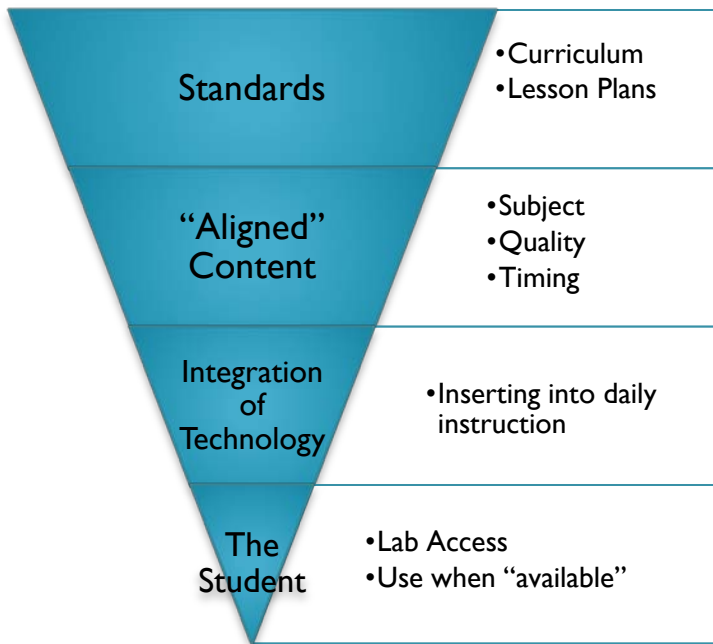 Standards
•Curriculum
•Lesson Plans
“Aligned”
Content
•Subject
•Quality
•Timing
Integration
of
Technology
•Inserting into daily
instruction
The
Student
•Lab Access
•Use when “available”